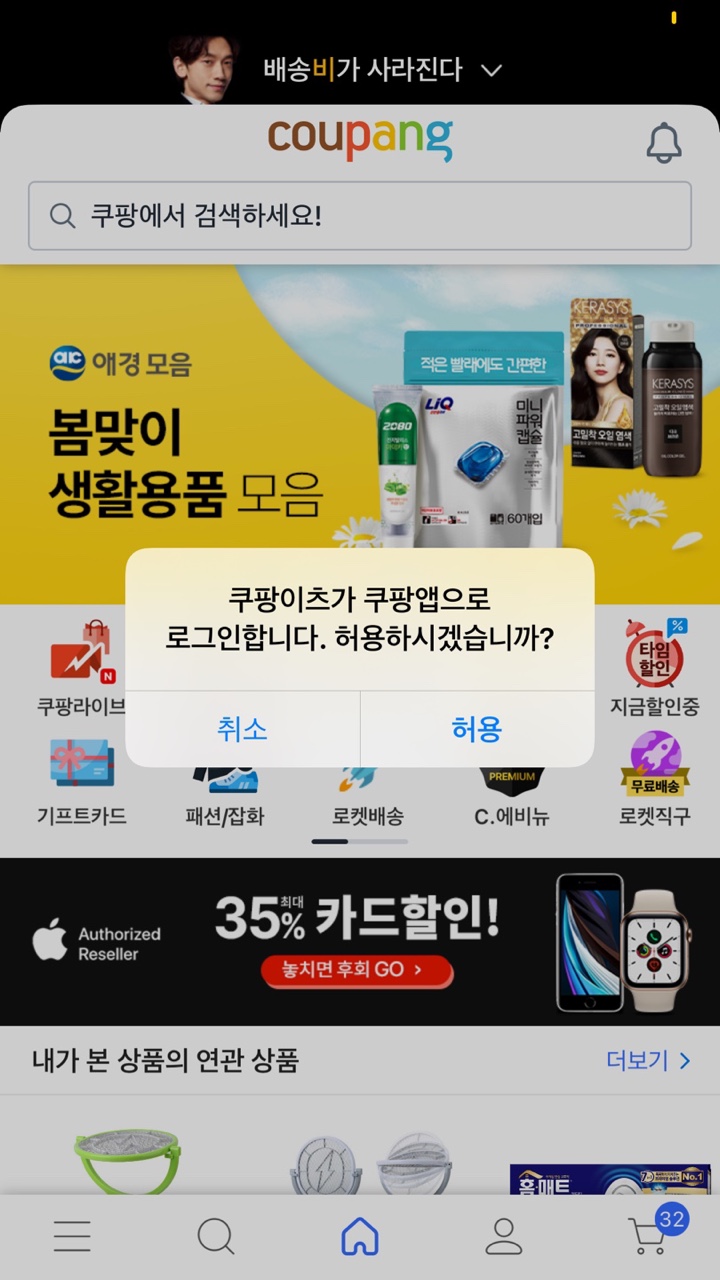 배송비가 사라진다
coupang
쿠팡에서 검색하세요!
애경 모음
봄맞이
생활용품 모음
적은 빨래에도 간편한
LiQ
미니
파워
캡슐
60개입
2080
KERASYS
고밀착 오일 염색
KERASYS
고밀착 오일염색
쿠팡이츠가 쿠팡앱으로
로그인합니다. 허용하시겠습니까?
취소
허용
쿠팡라이브
N
타임
할인
%
지금할인중
기프트카드
패션/잡화
로켓배송
PREMIUM
C.에비뉴
무료배송
로켓직구
Authorized
Reseller
최대
35% 카드할인!
놓치면 후회 GO >
내가 본 상품의 연관 상품
더보기 >
홈·매트
No.1
32